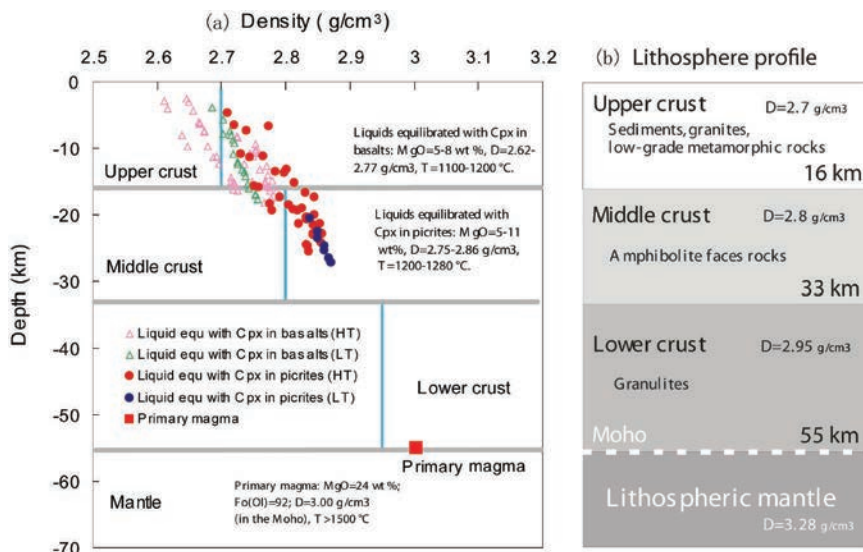 (a) Density ( g/cm³)
2.5 2.6 2.7 2.8 2.9 3 3.1 3.2
Depth (km)
-0
-10
-20
-30
-40
-50
-60
-70
Liquids equilibrated with Cpx in
basalts: MgO=5-8 wt %, D=2.62-
2.77 g/cm3, T=1100-1200 °C.
Upper crust
Liquids equilibrated with
Cpx in picrites: MgO=5-11
wt%, D=2.75-2.86 g/cm3,
T=1200-1280 °C.
Middle crust
Liquid equ with Cpx in basalts (HT)
Liquid equ with Cpx in basalts (LT)
Liquid equ with Cpx in picrites (HT)
Liquid equ with Cpx in picrites (LT)
Primary magma
Lower crust
Primary magma
Primary magma: MgO=24 wt %;
Fo(Ol)=92; D=3.00 g/cm3
(in the Moho), T >1500 °C
Mantle
(b) Lithosphere profile
Upper crust D=2.7 g/cm3
Sediments, granites,
low-grade metamorphic rocks
16 km
Middle crust D=2.8 g/cm3
Amphibolite faces rocks
33 km
Lower crust D=2.95 g/cm3
Granulites
Moho 55 km
Lithospheric mantle
D=3.28 g/cm3